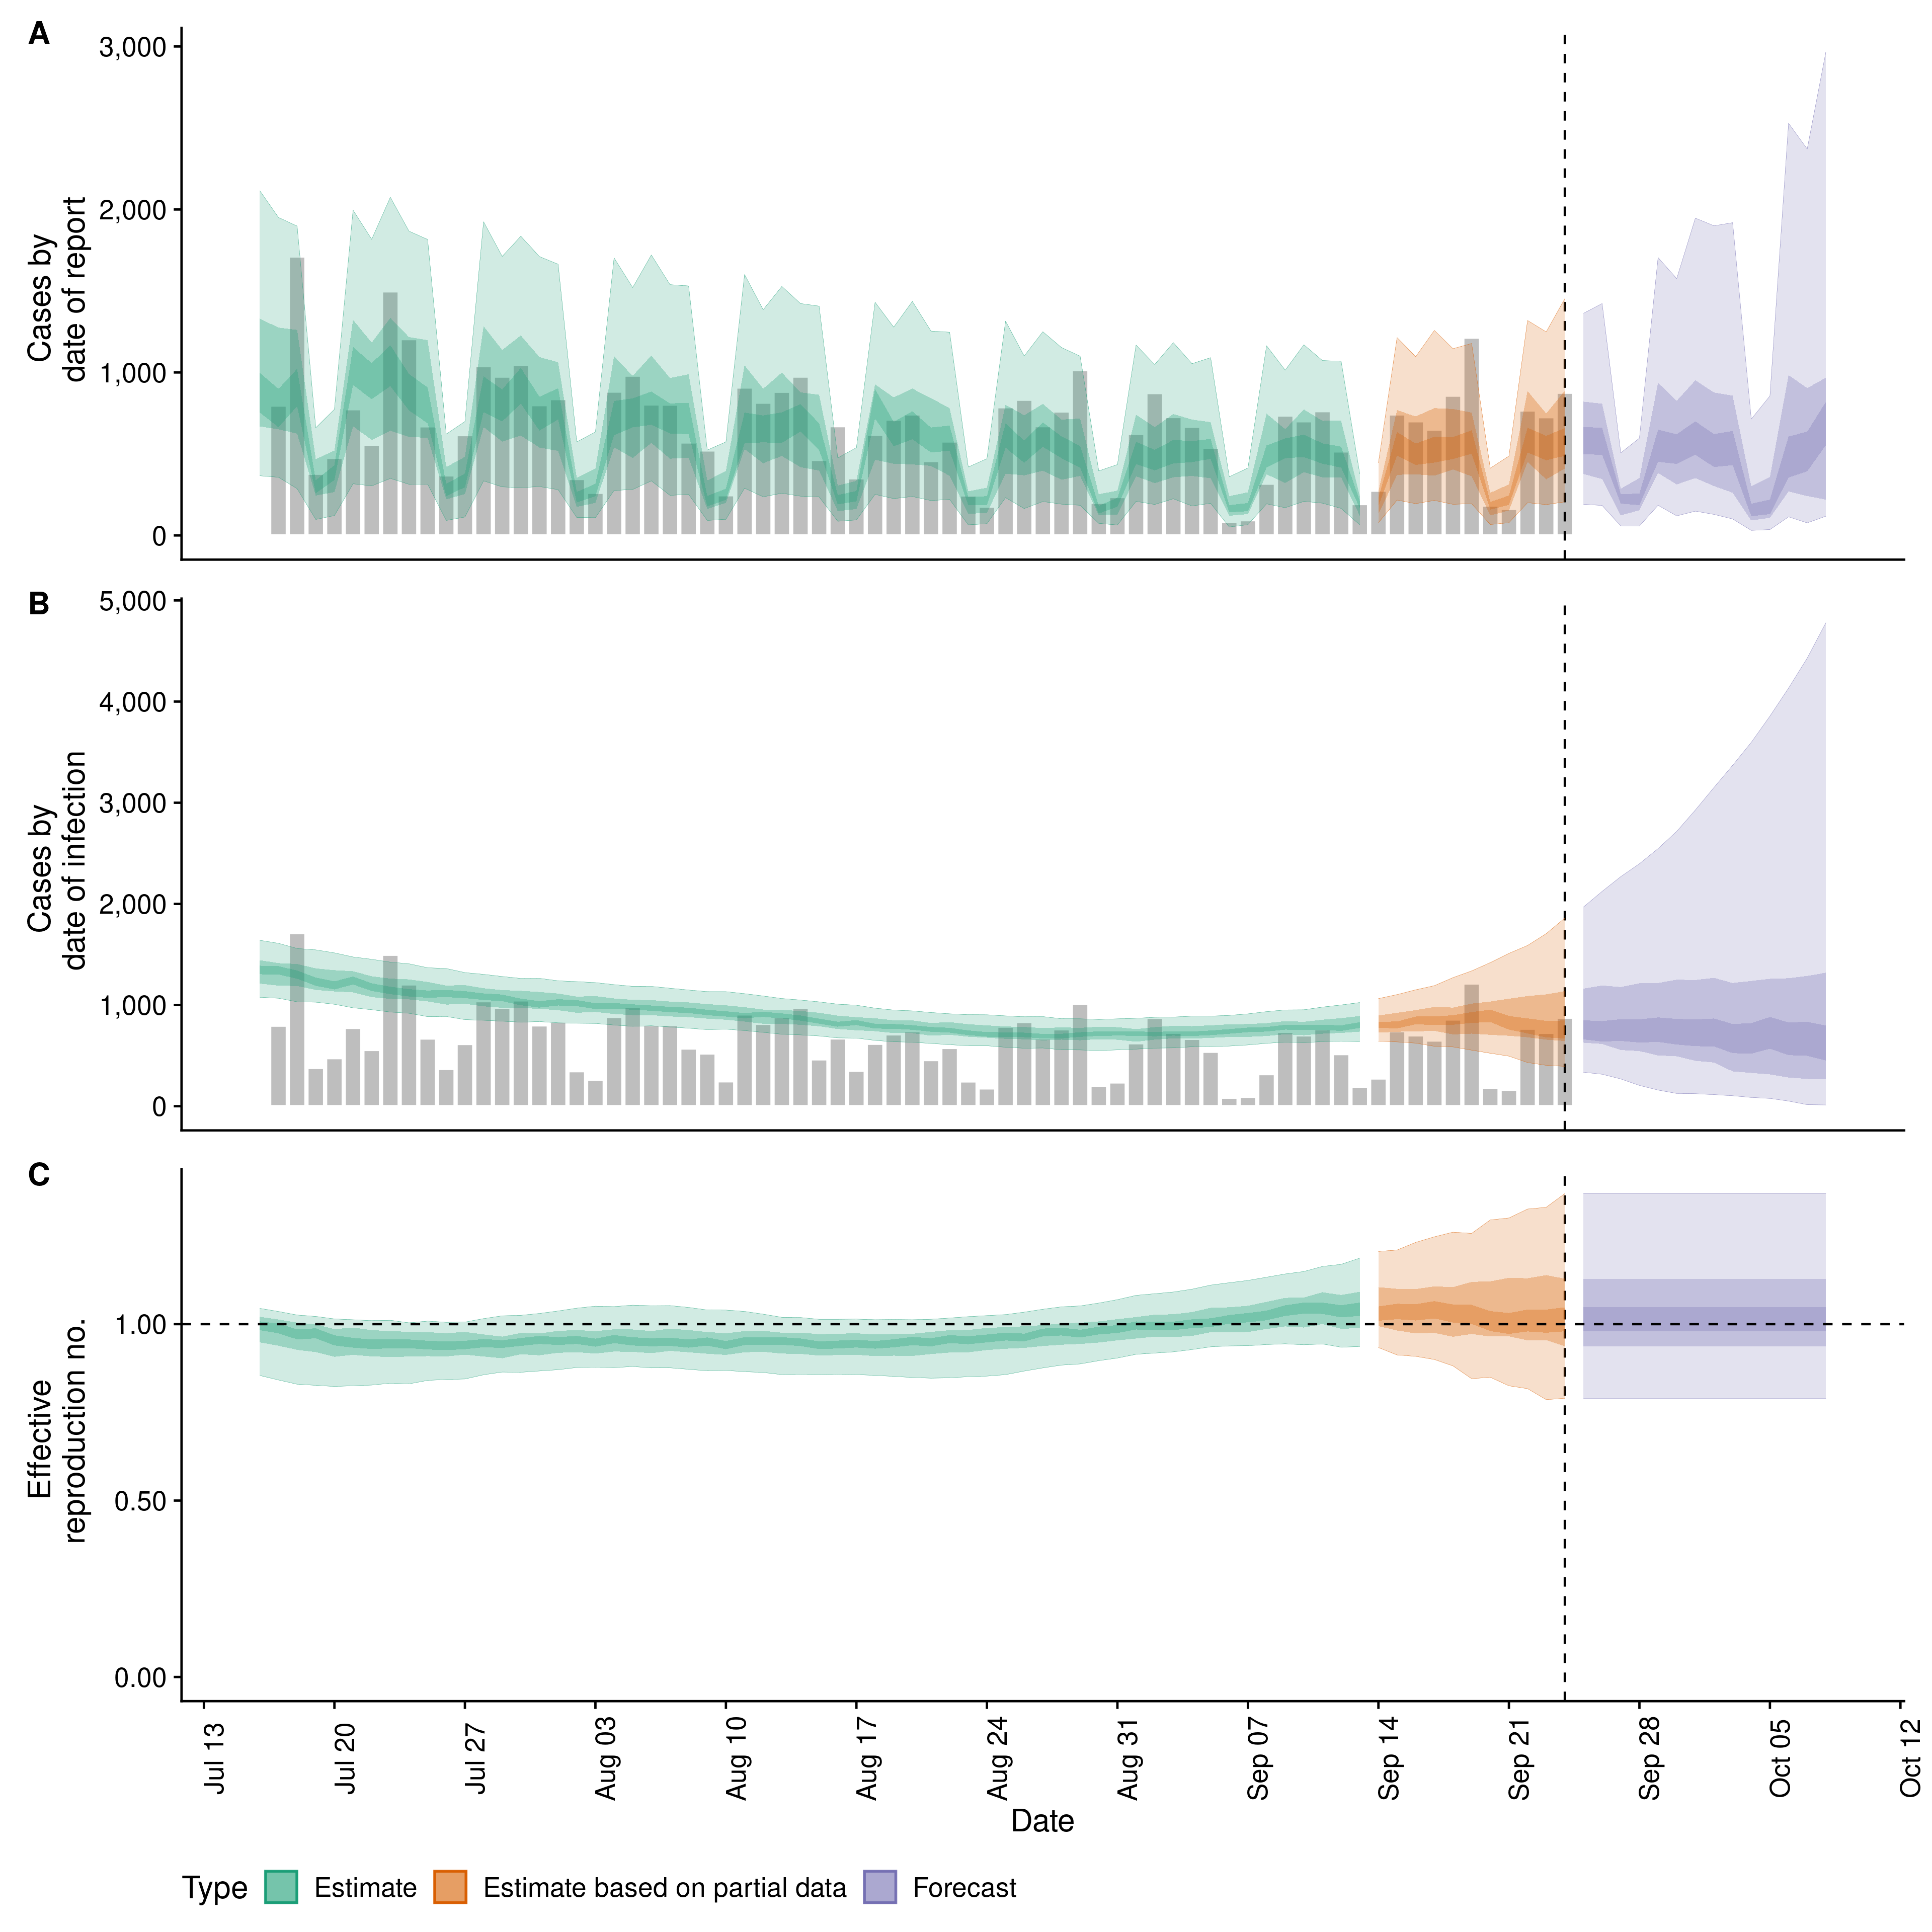 A
3,000
2,000
1,000
0
Cases by
date of report
B
5,000
4,000
3,000
2,000
1,000
0
Cases by
date of infection
C
1.00
0.50
0.00
Effective
reproduction no.
Jul 13
Jul 20
Jul 27
Aug 03
Aug 10
Aug 17
Aug 24
Aug 31
Sep 07
Sep 14
Sep 21
Sep 28
Oct 05
Oct 12
Date
Type
Estimate
Estimate based on partial data
Forecast